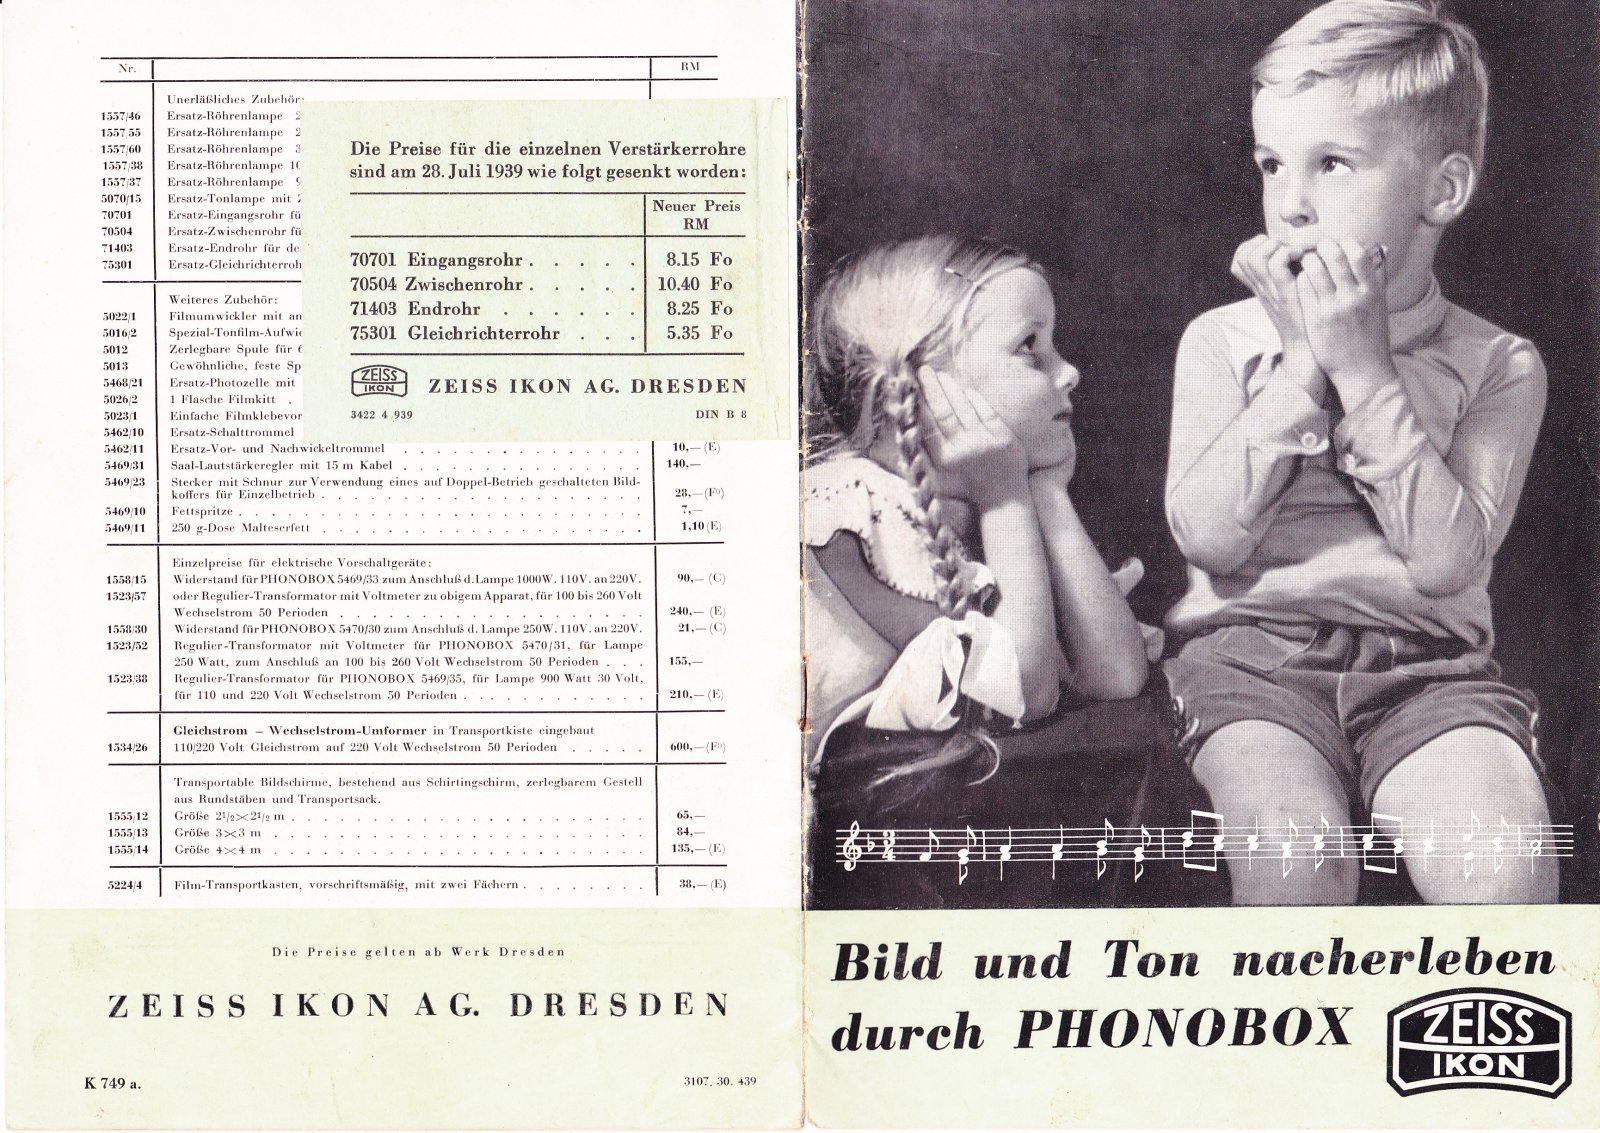 Nr. RM
Unerläßliches Zubehör:
1557/46 Ersatz-Röhrenlampe
1557/55 Ersatz-Röhrenlampe
1557/60 Ersatz-Röhrenlampe
1557/38 Ersatz-Röhrenlampe
1557/37 Ersatz-Röhrenlampe
5070/15 Ersatz-Tonlampe mit
70701 Ersatz-Eingangsrohr fü
70504 Ersatz-Zwischenrohr fü
71403 Ersatz-Endrohr für de
75301 Ersatz-Gleichrichterroh
Weiteres Zubehör:
5022/1 Filmumwickler mit an
5016/2 Spezial-Tonfilm-Aufwi
5012 Zerlegbare Spule für 6
5013 Gewöhnliche, feste Sp
5468/21 Ersatz-Photozelle mit
5026/2 1 Flasche Filmkitt .
5023/1 Einfache Filmklebevor
5462/10 Ersatz-Schalttrommel
5462/11 Ersatz-Vor- und Nachwickeltrommel . . . . . . . . . . . . . . . 10,— (E)
5469/31 Saal-Lautstärkeregler mit 15 m Kabel . . . . . . . . . . . . . . 140,—
5469/23 Stecker mit Schnur zur Verwendung eines auf Doppel-Betrieb geschalteten Bild-
koffers für Einzelbetrieb . . . . . . . . . . . . . . . . . . . . 28,— (Fo)
5469/10 Fettspritze . . . . . . . . . . . . . . . . . . . . . . . . . 7,—
5469/11 250 g-Dose Malteserfett . . . . . . . . . . . . . . . . . . . . 1,10 (E)
Einzelpreise für elektrische Vorschaltgeräte:
1558/15 Widerstand für PHONOBOX 5469/33 zum Anschluß d. Lampe 1000W. 110V. an 220V. 90,— (C)
1523/57 oder Regulier-Transformator mit Voltmeter zu obigem Apparat, für 100 bis 260 Volt
Wechselstrom 50 Perioden . . . . . . . . . . . . . . . . . . . 240,— (E)
1558/30 Widerstand für PHONOBOX 5470/30 zum Anschluß d. Lampe 250W. 110V. an 220V. 21,— (C)
1523/52 Regulier-Transformator mit Voltmeter für PHONOBOX 5470/31, für Lampe
250 Watt, zum Anschluß an 100 bis 260 Volt Wechselstrom 50 Perioden . . . 155,—
1523/38 Regulier-Transformator für PHONOBOX 5469/35, für Lampe 900 Watt 30 Volt,
für 110 und 220 Volt Wechselstrom 50 Perioden . . . . . . . . . . . 210,— (E)
Gleichstrom – Wechselstrom-Umformer in Transportkiste eingebaut
1534/26 110/220 Volt Gleichstrom auf 220 Volt Wechselstrom 50 Perioden . . . . . 600,— (Fo)
Transportable Bildschirme, bestehend aus Schirtingschirm, zerlegbarem Gestell
aus Rundstäben und Transportsack.
1555/12 Größe 2½×2½ m . . . . . . . . . . . . . . . . . . . . . . 65,—
1555/13 Größe 3×3 m . . . . . . . . . . . . . . . . . . . . . . . 84,—
1555/14 Größe 4×4 m . . . . . . . . . . . . . . . . . . . . . . . 135,— (E)
5224/4 Film-Transportkasten, vorschriftsmäßig, mit zwei Fächern . . . . . . . . 38,— (E)
Die Preise gelten ab Werk Dresden
ZEISS IKON AG. DRESDEN
K 749 a. 3107. 30. 439
Die Preise für die einzelnen Verstärkerrohre
sind am 28. Juli 1939 wie folgt gesenkt worden:
Neuer Preis
RM
70701 Eingangsrohr . . . . . 8.15 Fo
70504 Zwischenrohr . . . . . 10.40 Fo
71403 Endrohr . . . . . . 8.25 Fo
75301 Gleichrichterrohr . . . 5.35 Fo
ZEISS
IKON
ZEISS IKON AG. DRESDEN
3422 4 939 DIN B 8
3
4
Bild und Ton nacherleben
durch PHONOBOX
ZEISS
IKON